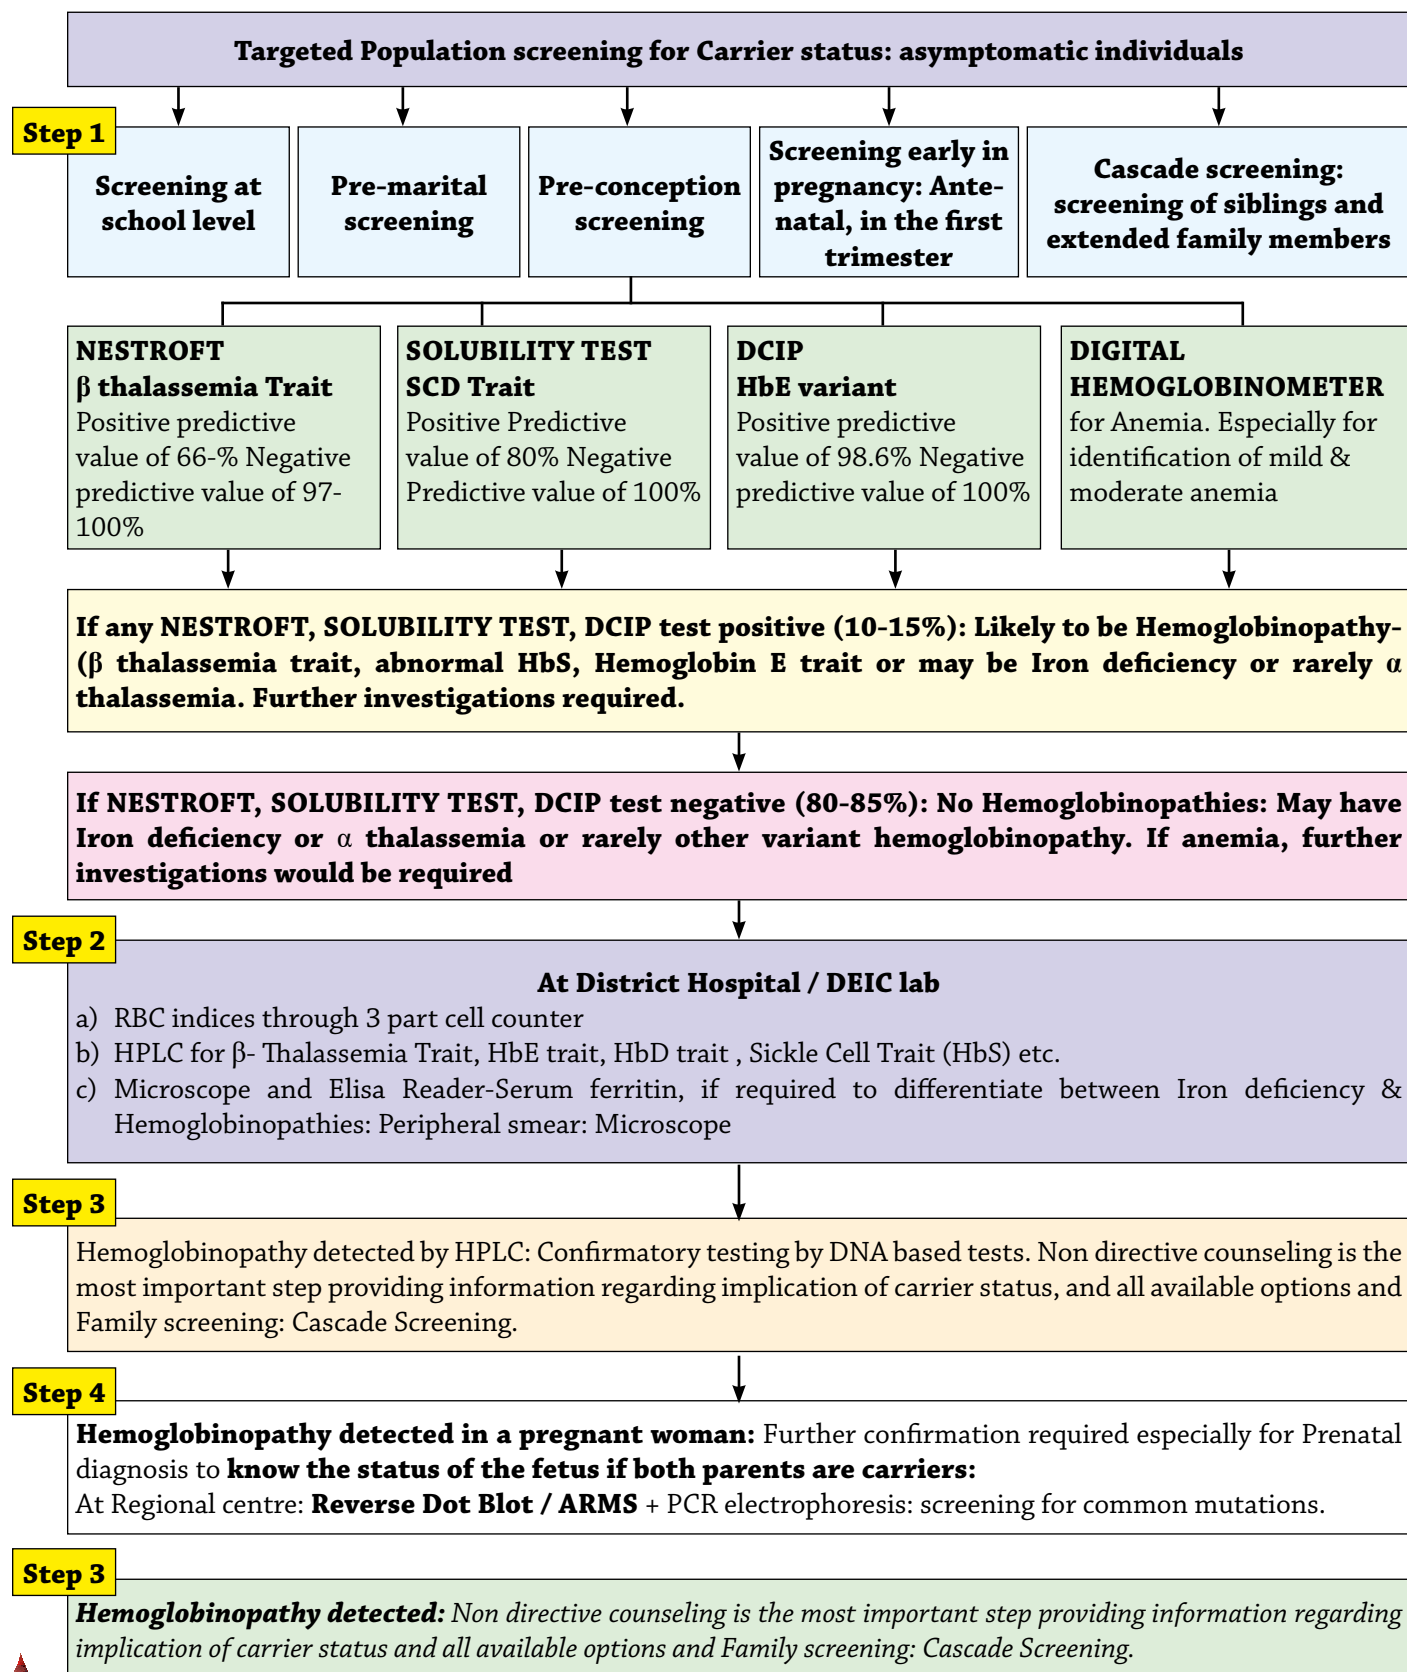 Targeted Population screening for Carrier status: asymptomatic individuals
Step 1
Screening at
school level
Pre-marital
screening
Pre-conception
screening
Screening early in
pregnancy: Ante-
natal, in the first
trimester
Cascade screening:
screening of siblings and
extended family members
NESTROFT
β thalassemia Trait
Positive predictive
value of 66-% Negative
predictive value of 97-
100%
SOLUBILITY TEST
SCD Trait
Positive Predictive
value of 80% Negative
Predictive value of 100%
DCIP
HbE variant
Positive predictive
value of 98.6% Negative
predictive value of 100%
DIGITAL
HEMOGLOBINOMETER
for Anemia. Especially for
identification of mild &
moderate anemia
If any NESTROFT, SOLUBILITY TEST, DCIP test positive (10-15%): Likely to be Hemoglobinopathy-
(β thalassemia trait, abnormal HbS, Hemoglobin E trait or may be Iron deficiency or rarely α
thalassemia. Further investigations required.
If NESTROFT, SOLUBILITY TEST, DCIP test negative (80-85%): No Hemoglobinopathies: May have
Iron deficiency or α thalassemia or rarely other variant hemoglobinopathy. If anemia, further
investigations would be required
Step 2
At District Hospital / DEIC lab
a) RBC indices through 3 part cell counter
b) HPLC for β- Thalassemia Trait, HbE trait, HbD trait , Sickle Cell Trait (HbS) etc.
c) Microscope and Elisa Reader-Serum ferritin, if required to differentiate between Iron deficiency &
Hemoglobinopathies: Peripheral smear: Microscope
Step 3
Hemoglobinopathy detected by HPLC: Confirmatory testing by DNA based tests. Non directive counseling is the
most important step providing information regarding implication of carrier status, and all available options and
Family screening: Cascade Screening.
Step 4
Hemoglobinopathy detected in a pregnant woman: Further confirmation required especially for Prenatal
diagnosis to know the status of the fetus if both parents are carriers:
At Regional centre: Reverse Dot Blot / ARMS + PCR electrophoresis: screening for common mutations.
Step 3
Hemoglobinopathy detected: Non directive counseling is the most important step providing information regarding
implication of carrier status and all available options and Family screening: Cascade Screening.